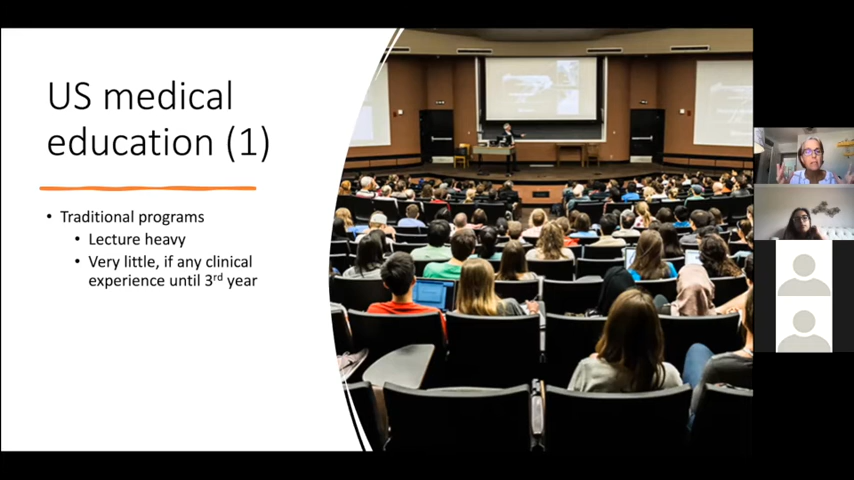 US medical
education (1)
• Traditional programs
• Lecture heavy
• Very little, if any clinical
experience until 3rd year